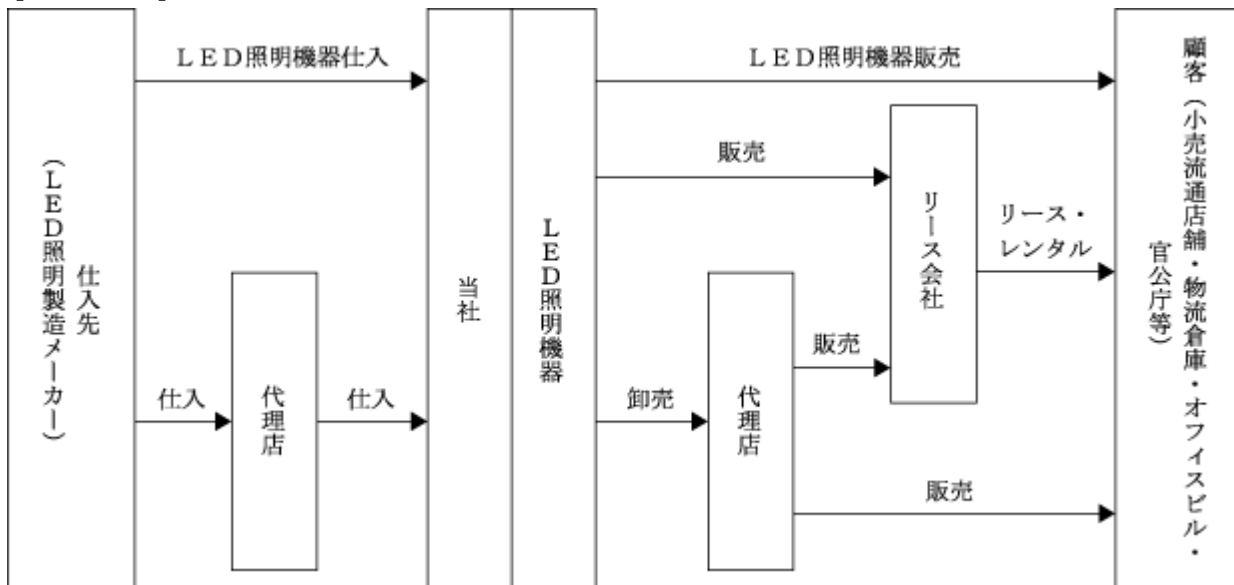 仕入先
（ＬＥＤ照明製造メーカー）
ＬＥＤ照明機器仕入
仕入
代理店
仕入
当社
ＬＥＤ照明機器
ＬＥＤ照明機器販売
販売
リース会社
リース・
レンタル
卸売
代理店
販売
販売
顧客（小売流通店舗・物流倉庫・オフィスビル・
官公庁等）